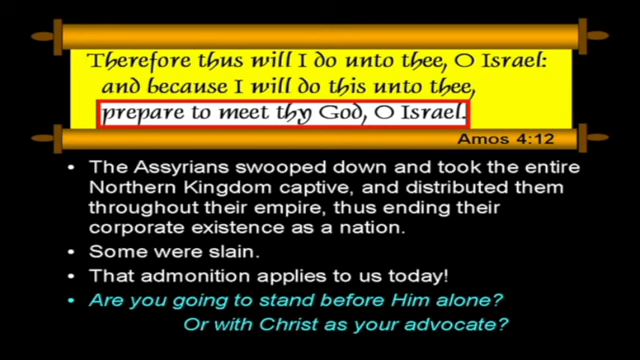 Therefore thus will I do unto thee, O Israel:
and because I will do this unto thee,
prepare to meet thy God, O Israel.
Amos 4:12
• The Assyrians swooped down and took the entire
Northern Kingdom captive, and distributed them
throughout their empire, thus ending their
corporate existence as a nation.
• Some were slain.
• That admonition applies to us today!
• Are you going to stand before Him alone?
Or with Christ as your advocate?